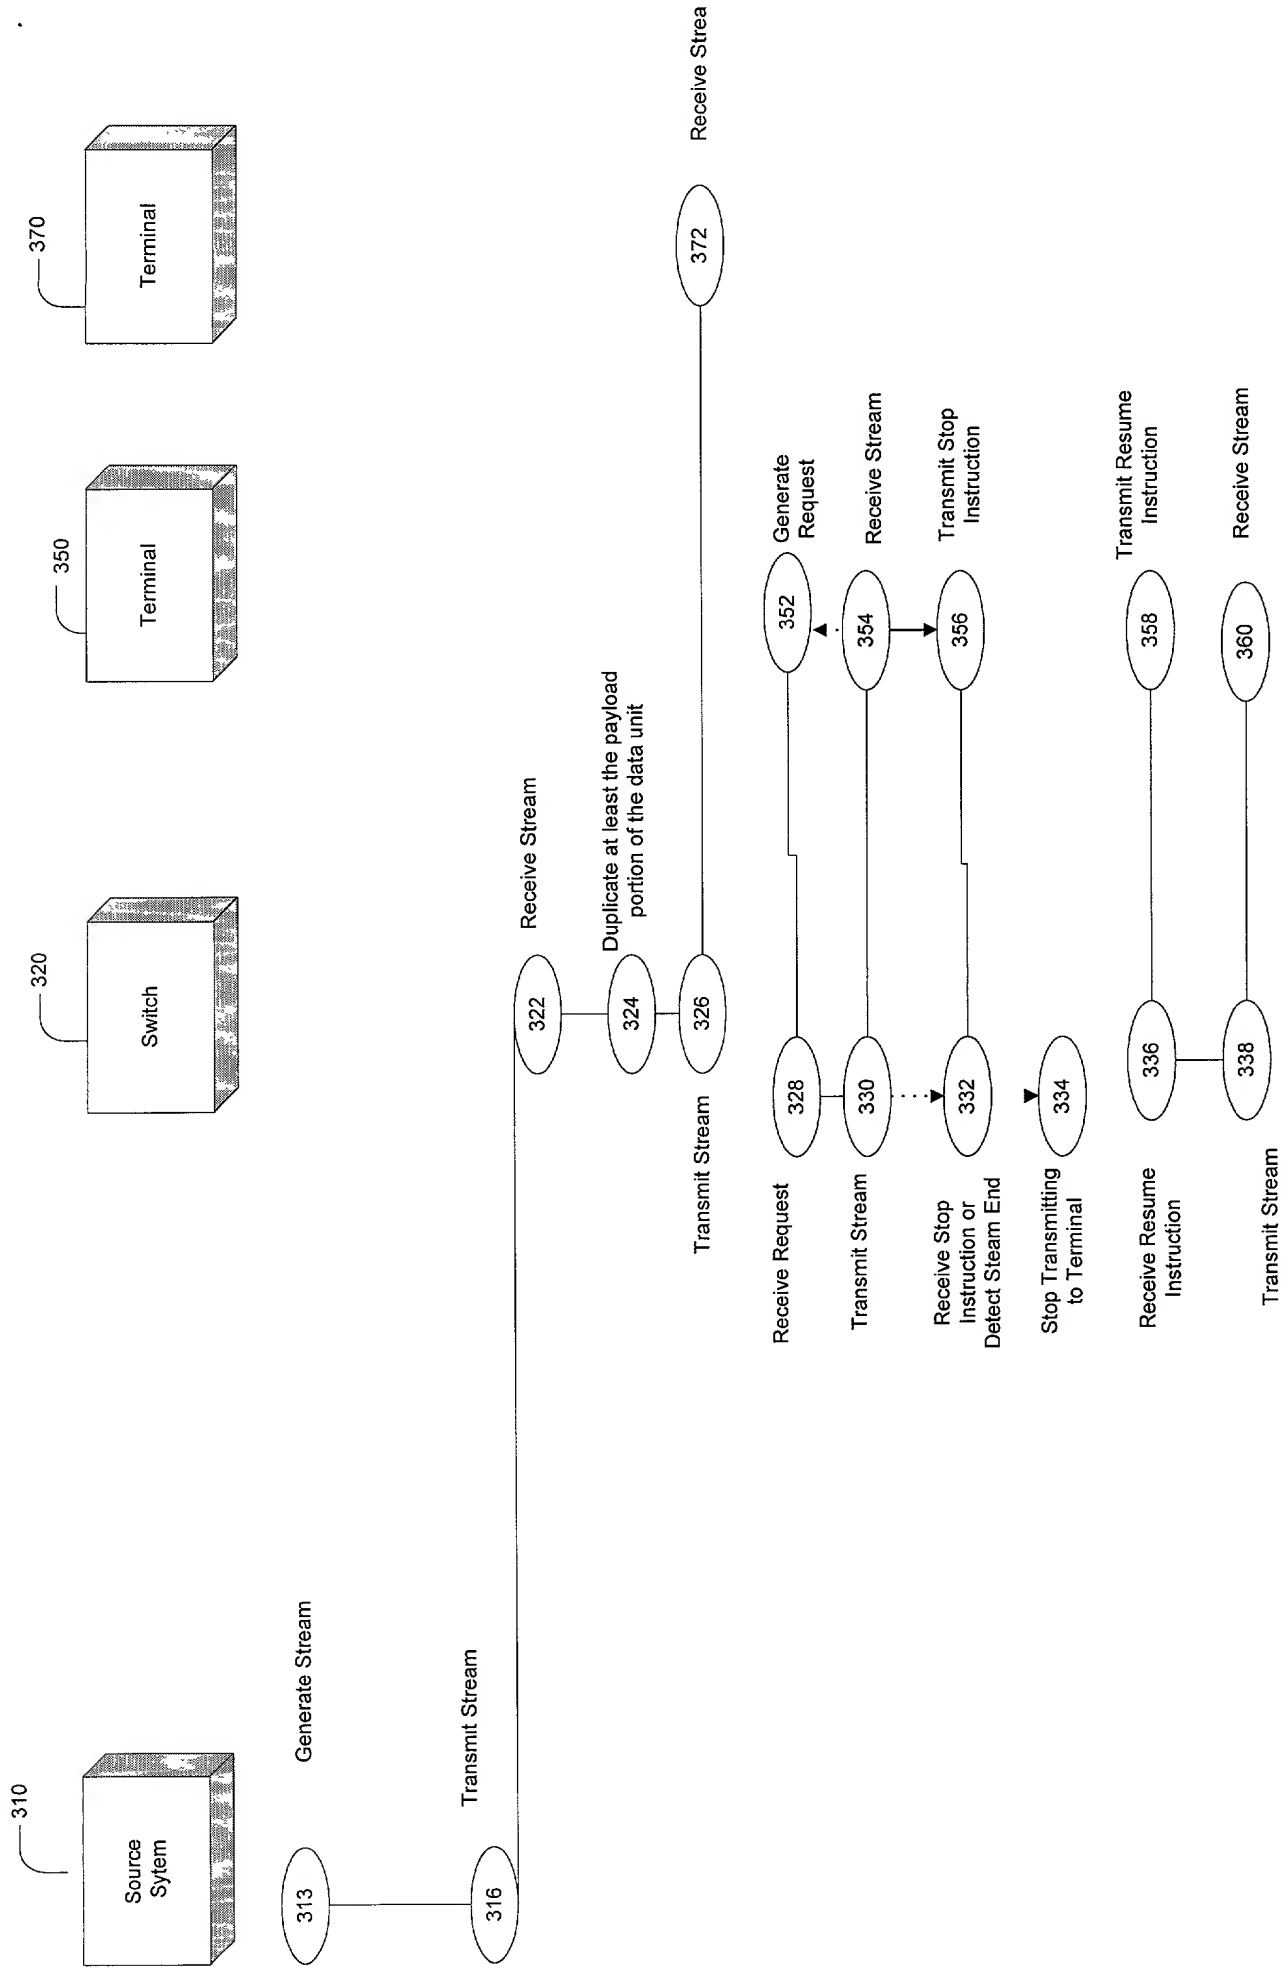 310
320
350
370
Source
Sytem
Switch
Terminal
Terminal
313
Generate Stream
316
Transmit Stream
322
Receive Stream
324
Duplicate at least the payload
portion of the data unit
Transmit Stream
326
372
Receive Strea
Receive Request
328
352
Generate
Request
Transmit Stream
330
354
Receive Stream
Receive Stop
Instruction or
Detect Steam End
332
356
Transmit Stop
Instruction
Stop Transmitting
to Terminal
334
Receive Resume
Instruction
336
358
Transmit Resume
Instruction
Transmit Stream
338
360
Receive Stream